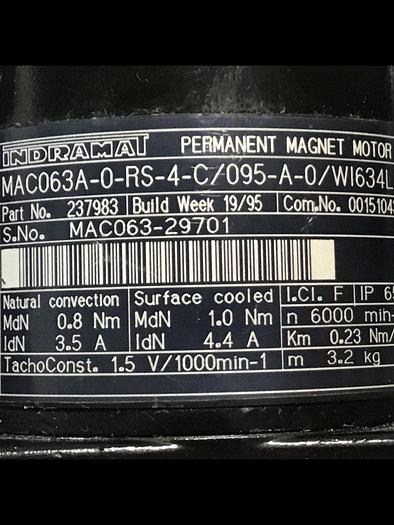 INDRAMAT PERMANENT MAGNET MOTOR
MAC063A-0-RS-4-C/095-A-0/WI634L
Part No. 237983 Build Week 19/95 Com.No. 0015104
S.No. MAC063-29701
Natural convection Surface cooled I.Cl. F IP 65
MdN 0.8 Nm MdN 1.0 Nm n 6000 min-
IdN 3.5 A IdN 4.4 A Km 0.23 Nm/
TachoConst. 1.5 V/1000min-1 m 3.2 kg